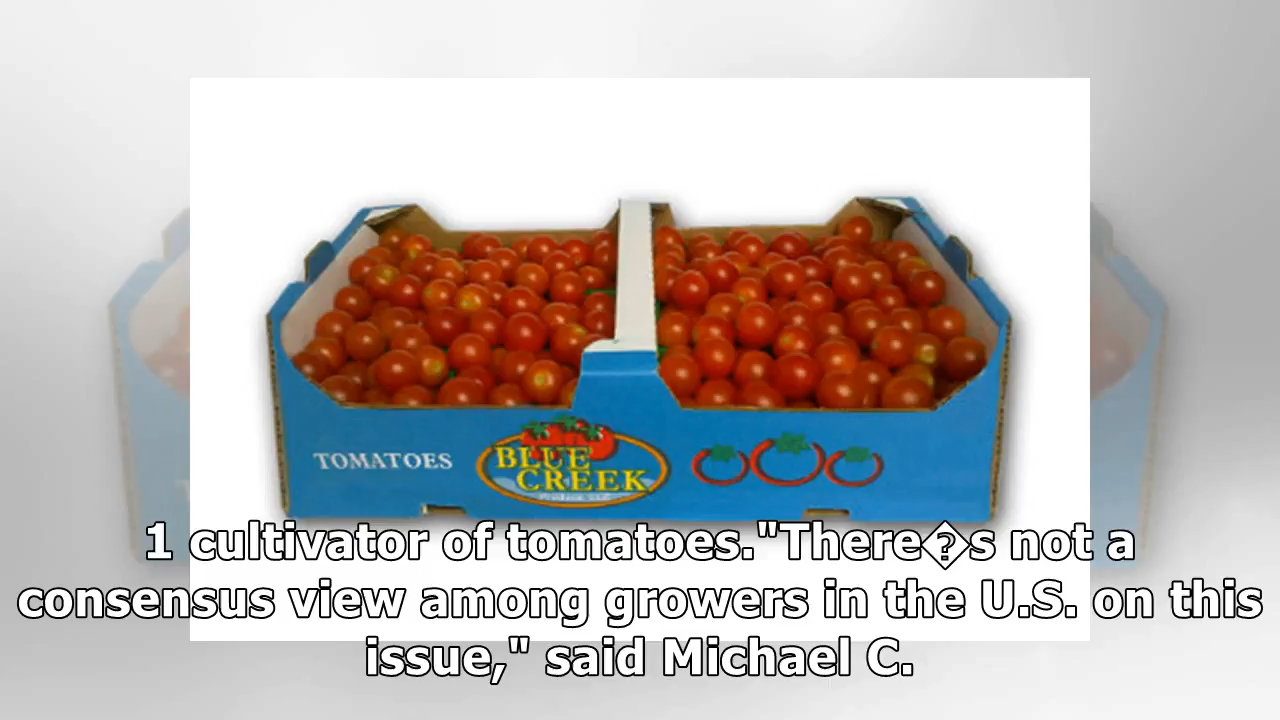 TOMATOES
BLUE
CREEK
1 cultivator of tomatoes."There�s not a
consensus view among growers in the U.S. on this
issue," said Michael C.